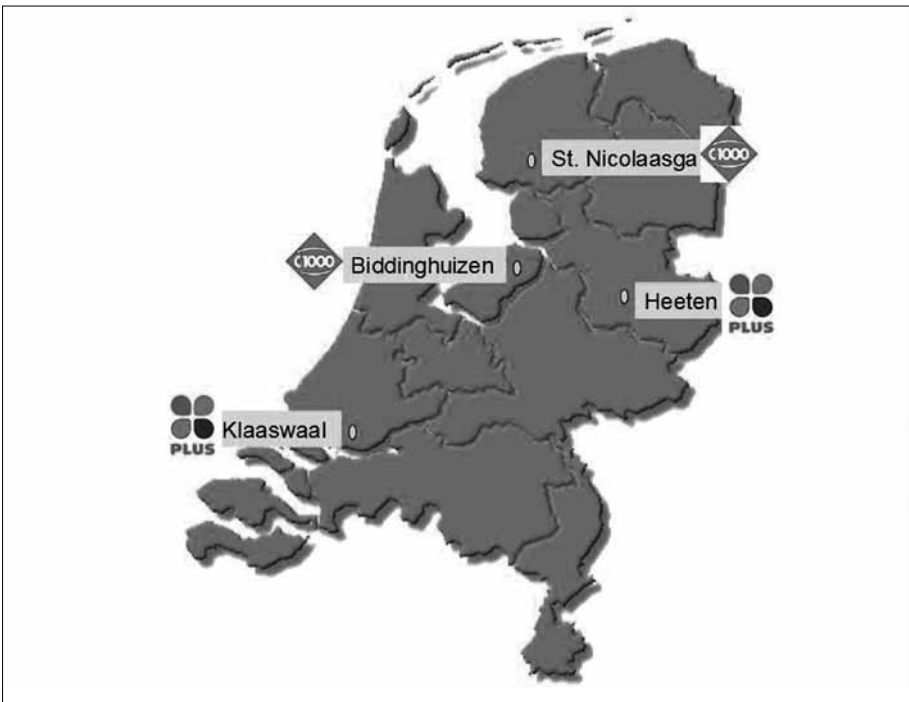 St. Nicolaasga
C1000
C1000
Biddinghuizen
Heeten
PLUS
Klaaswaal
PLUS